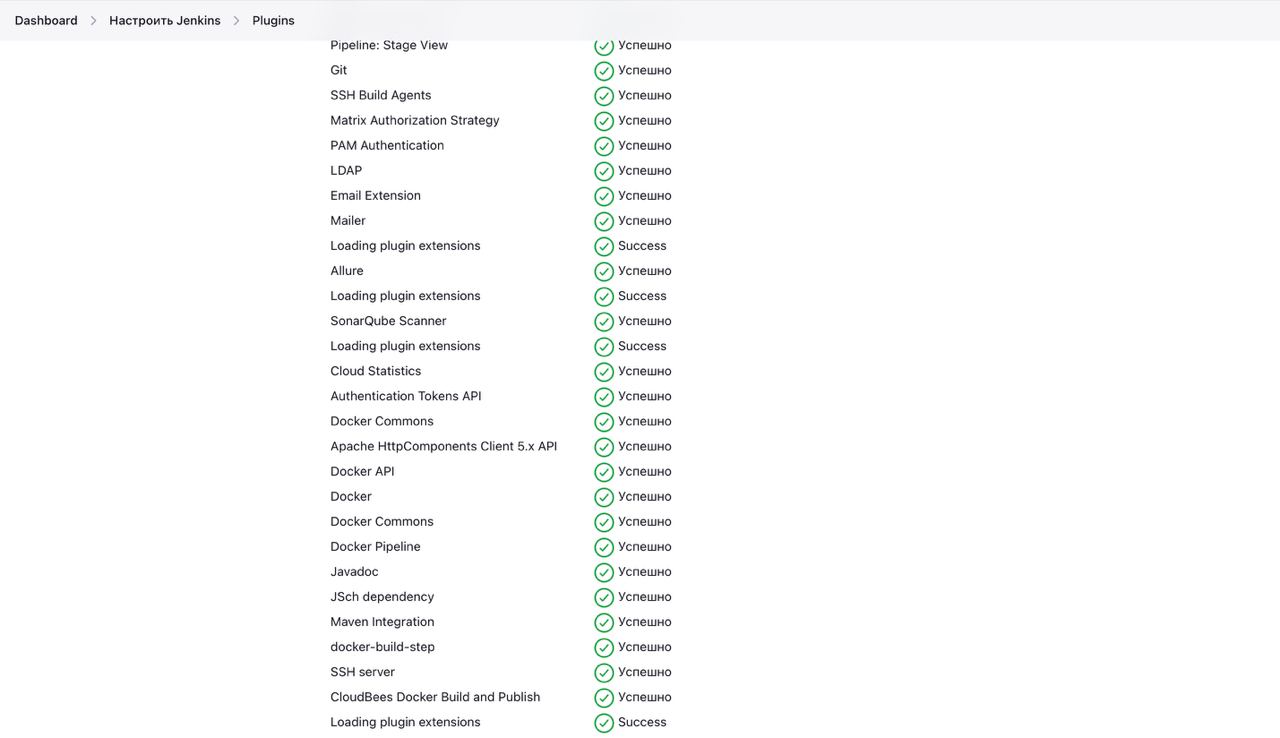 Dashboard > Настроить Jenkins > Plugins
Pipeline: Stage View Успешно
Git Успешно
SSH Build Agents Успешно
Matrix Authorization Strategy Успешно
PAM Authentication Успешно
LDAP Успешно
Email Extension Успешно
Mailer Успешно
Loading plugin extensions Success
Allure Успешно
Loading plugin extensions Success
SonarQube Scanner Успешно
Loading plugin extensions Success
Cloud Statistics Успешно
Authentication Tokens API Успешно
Docker Commons Успешно
Apache HttpComponents Client 5.x API Успешно
Docker API Успешно
Docker Успешно
Docker Commons Успешно
Docker Pipeline Успешно
Javadoc Успешно
JSch dependency Успешно
Maven Integration Успешно
docker-build-step Успешно
SSH server Успешно
CloudBees Docker Build and Publish Успешно
Loading plugin extensions Success